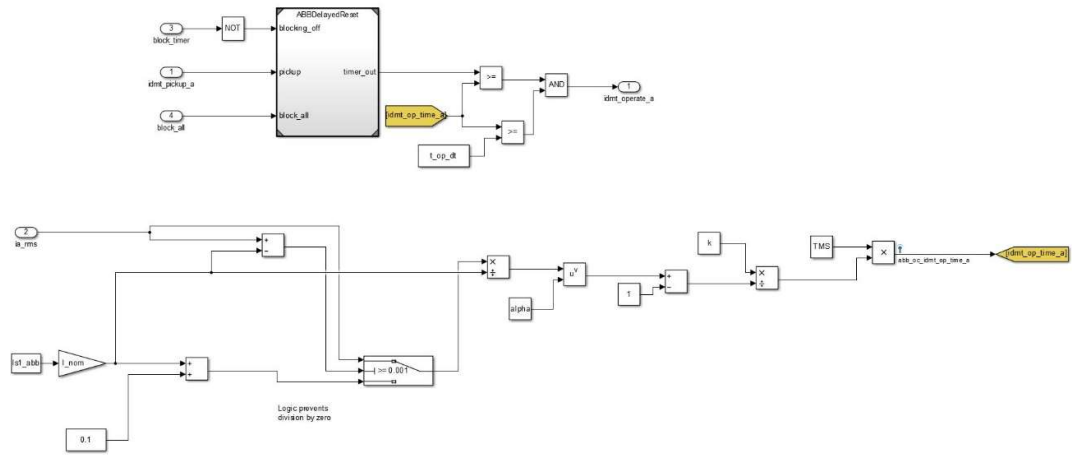 ABBDelayedReset
3
block_timer
NOT
blocking_off
1
idmt_pickup_a
pickup
timer_out
4
block_all
block_all
[idmt_op_time_a]
>=
>=
AND
1
idmt_operate_a
t_op_dt
2
ia_rms
+
−
×
÷
u^v
alpha
+
−
1
k
×
÷
TMS
×
abb_oc_idmt_op_time_a
[idmt_op_time_a]
Is1_abb
I_nom
+
+
>= 0.001
0.1
Logic prevents
division by zero